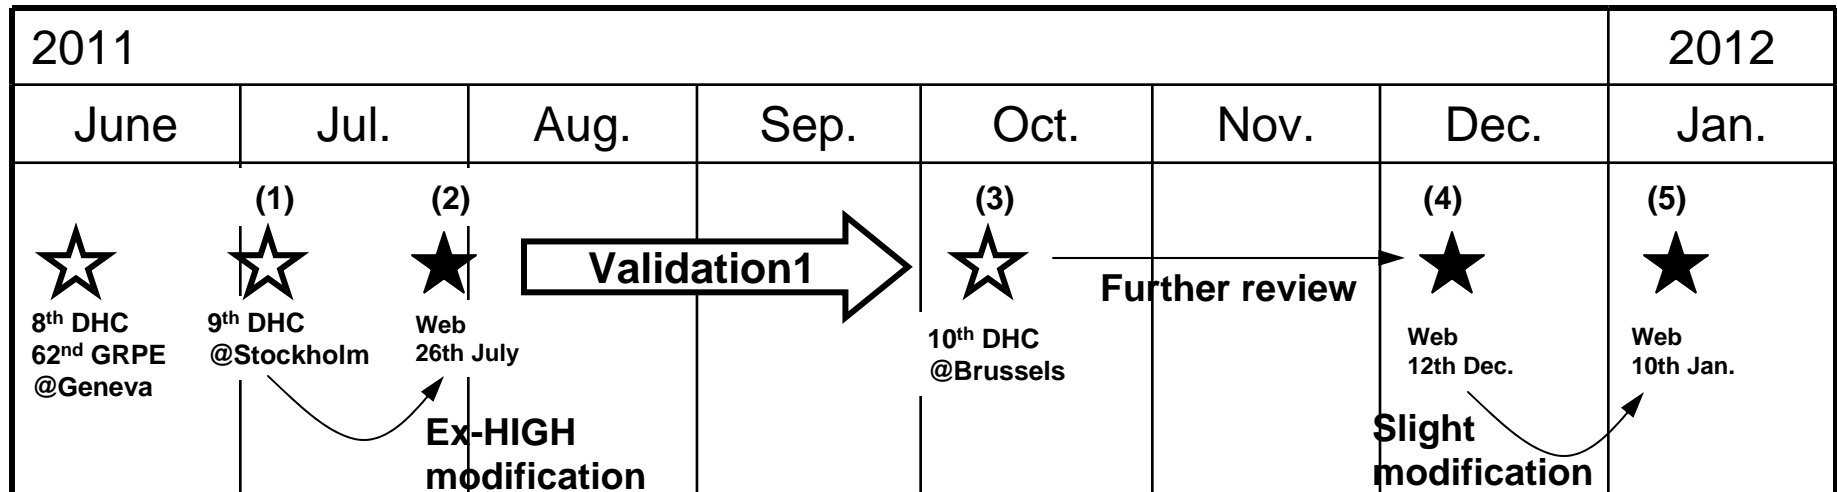 2011 2012
June Jul. Aug. Sep. Oct. Nov. Dec. Jan.
(1) (2) (3) (4) (5)
Validation1
Further review
8th DHC
62nd GRPE
@Geneva
9th DHC
@Stockholm
Web
26th July
10th DHC
@Brussels
Web
12th Dec.
Web
10th Jan.
Ex-HIGH
modification
Slight
modification